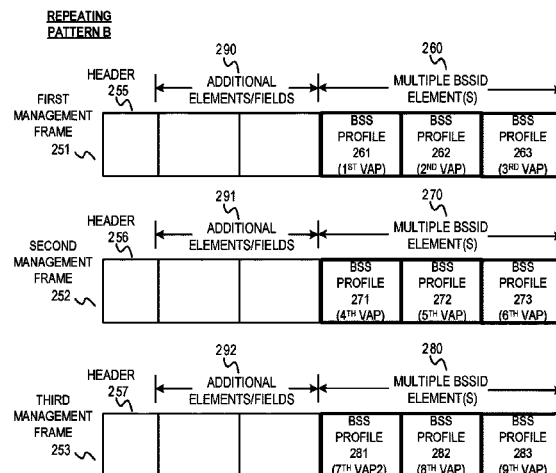 REPEATING
PATTERN B
290
260
HEADER
255
ADDITIONAL
ELEMENTS/FIELDS
MULTIPLE BSSID
ELEMENT(S)
FIRST
MANAGEMENT
FRAME
251
BSS
PROFILE
261
(1ST VAP)
BSS
PROFILE
262
(2ND VAP)
BSS
PROFILE
263
(3RD VAP)
291
270
HEADER
256
ADDITIONAL
ELEMENTS/FIELDS
MULTIPLE BSSID
ELEMENT(S)
SECOND
MANAGEMENT
FRAME
252
BSS
PROFILE
271
(4TH VAP)
BSS
PROFILE
272
(5TH VAP)
BSS
PROFILE
273
(6TH VAP)
292
280
HEADER
257
ADDITIONAL
ELEMENTS/FIELDS
MULTIPLE BSSID
ELEMENT(S)
THIRD
MANAGEMENT
FRAME
253
BSS
PROFILE
281
(7TH VAP2)
BSS
PROFILE
282
(8TH VAP)
BSS
PROFILE
283
(9TH VAP)